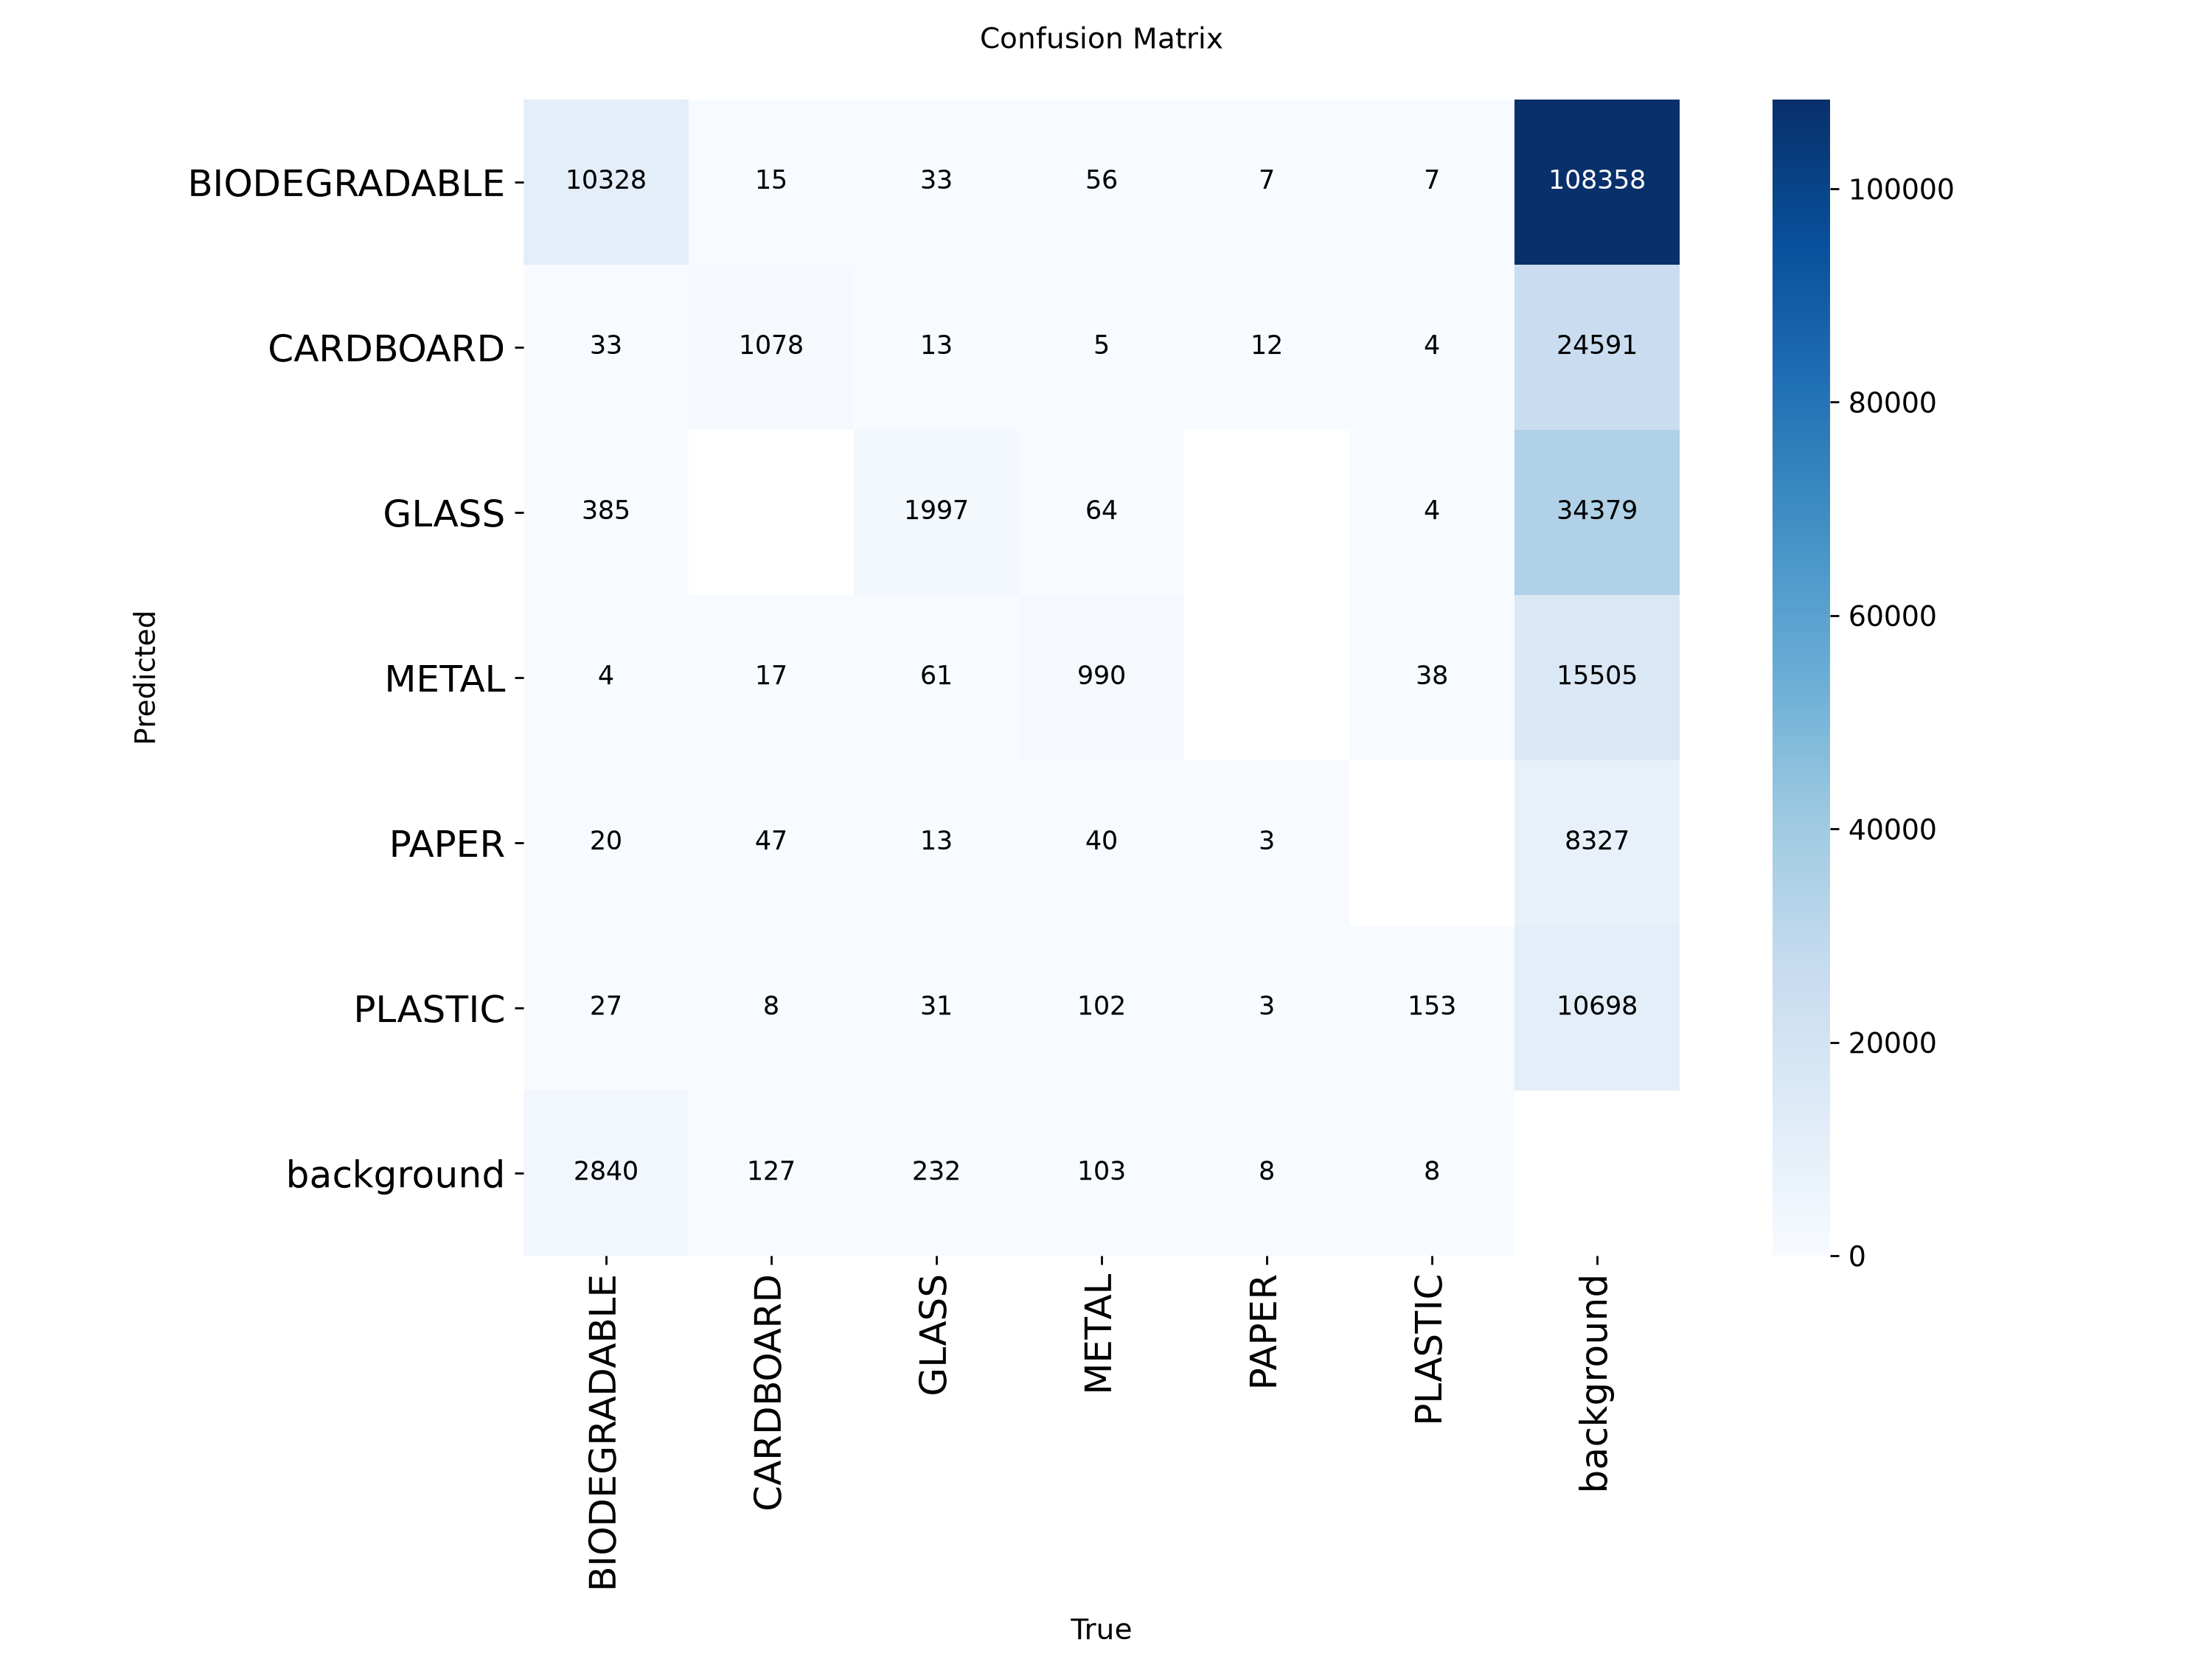 Confusion Matrix
BIODEGRADABLE 10328 15 33 56 7 7 108358
CARDBOARD 33 1078 13 5 12 4 24591
GLASS 385 1997 64 4 34379
METAL 4 17 61 990 38 15505
PAPER 20 47 13 40 3 8327
PLASTIC 27 8 31 102 3 153 10698
background 2840 127 232 103 8 8
Predicted
BIODEGRADABLE CARDBOARD GLASS METAL PAPER PLASTIC background
True
100000
80000
60000
40000
20000
0